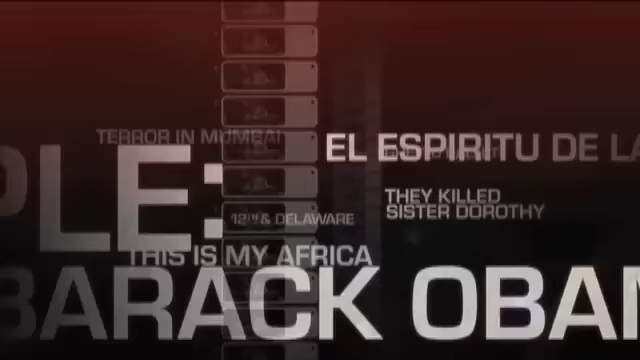 TERROR IN MUMBAI
EL ESPIRITU DE LA
PLE:
THEY KILLED
SISTER DOROTHY
12TH & DELAWARE
THIS IS MY AFRICA
BARACK OBAM